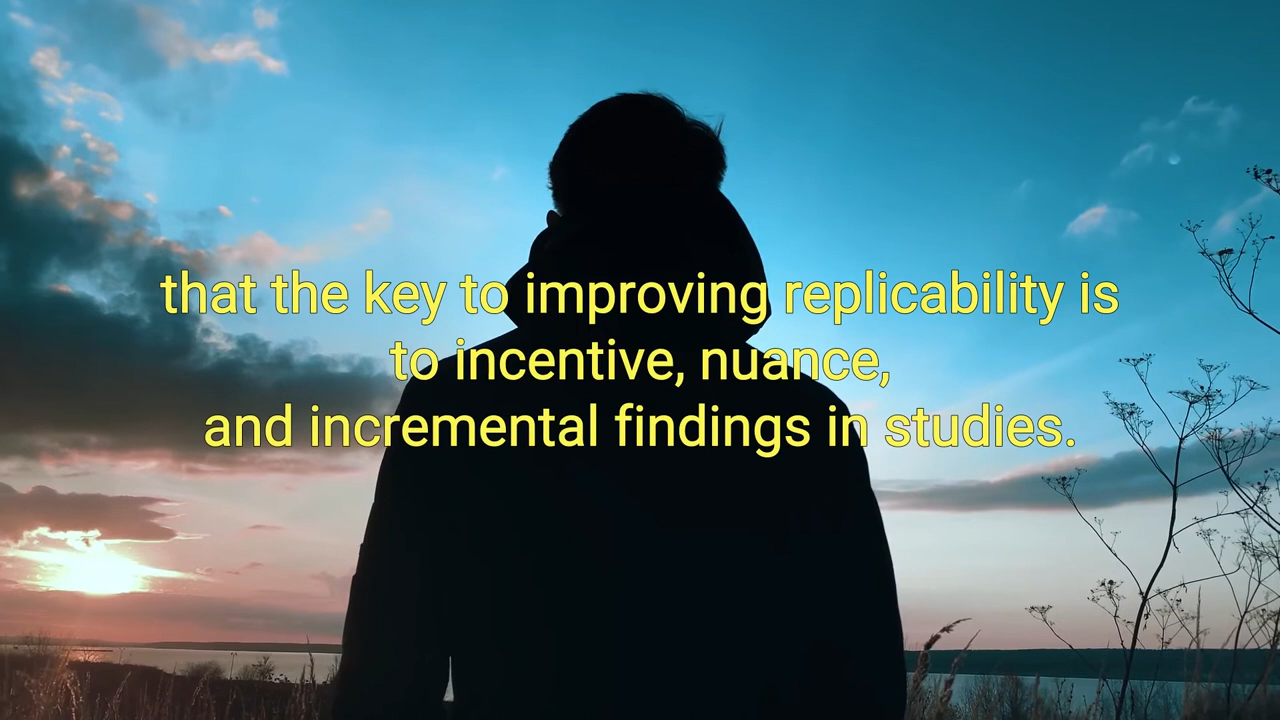 that the key to improving replicability is
to incentive, nuance,
and incremental findings in studies.